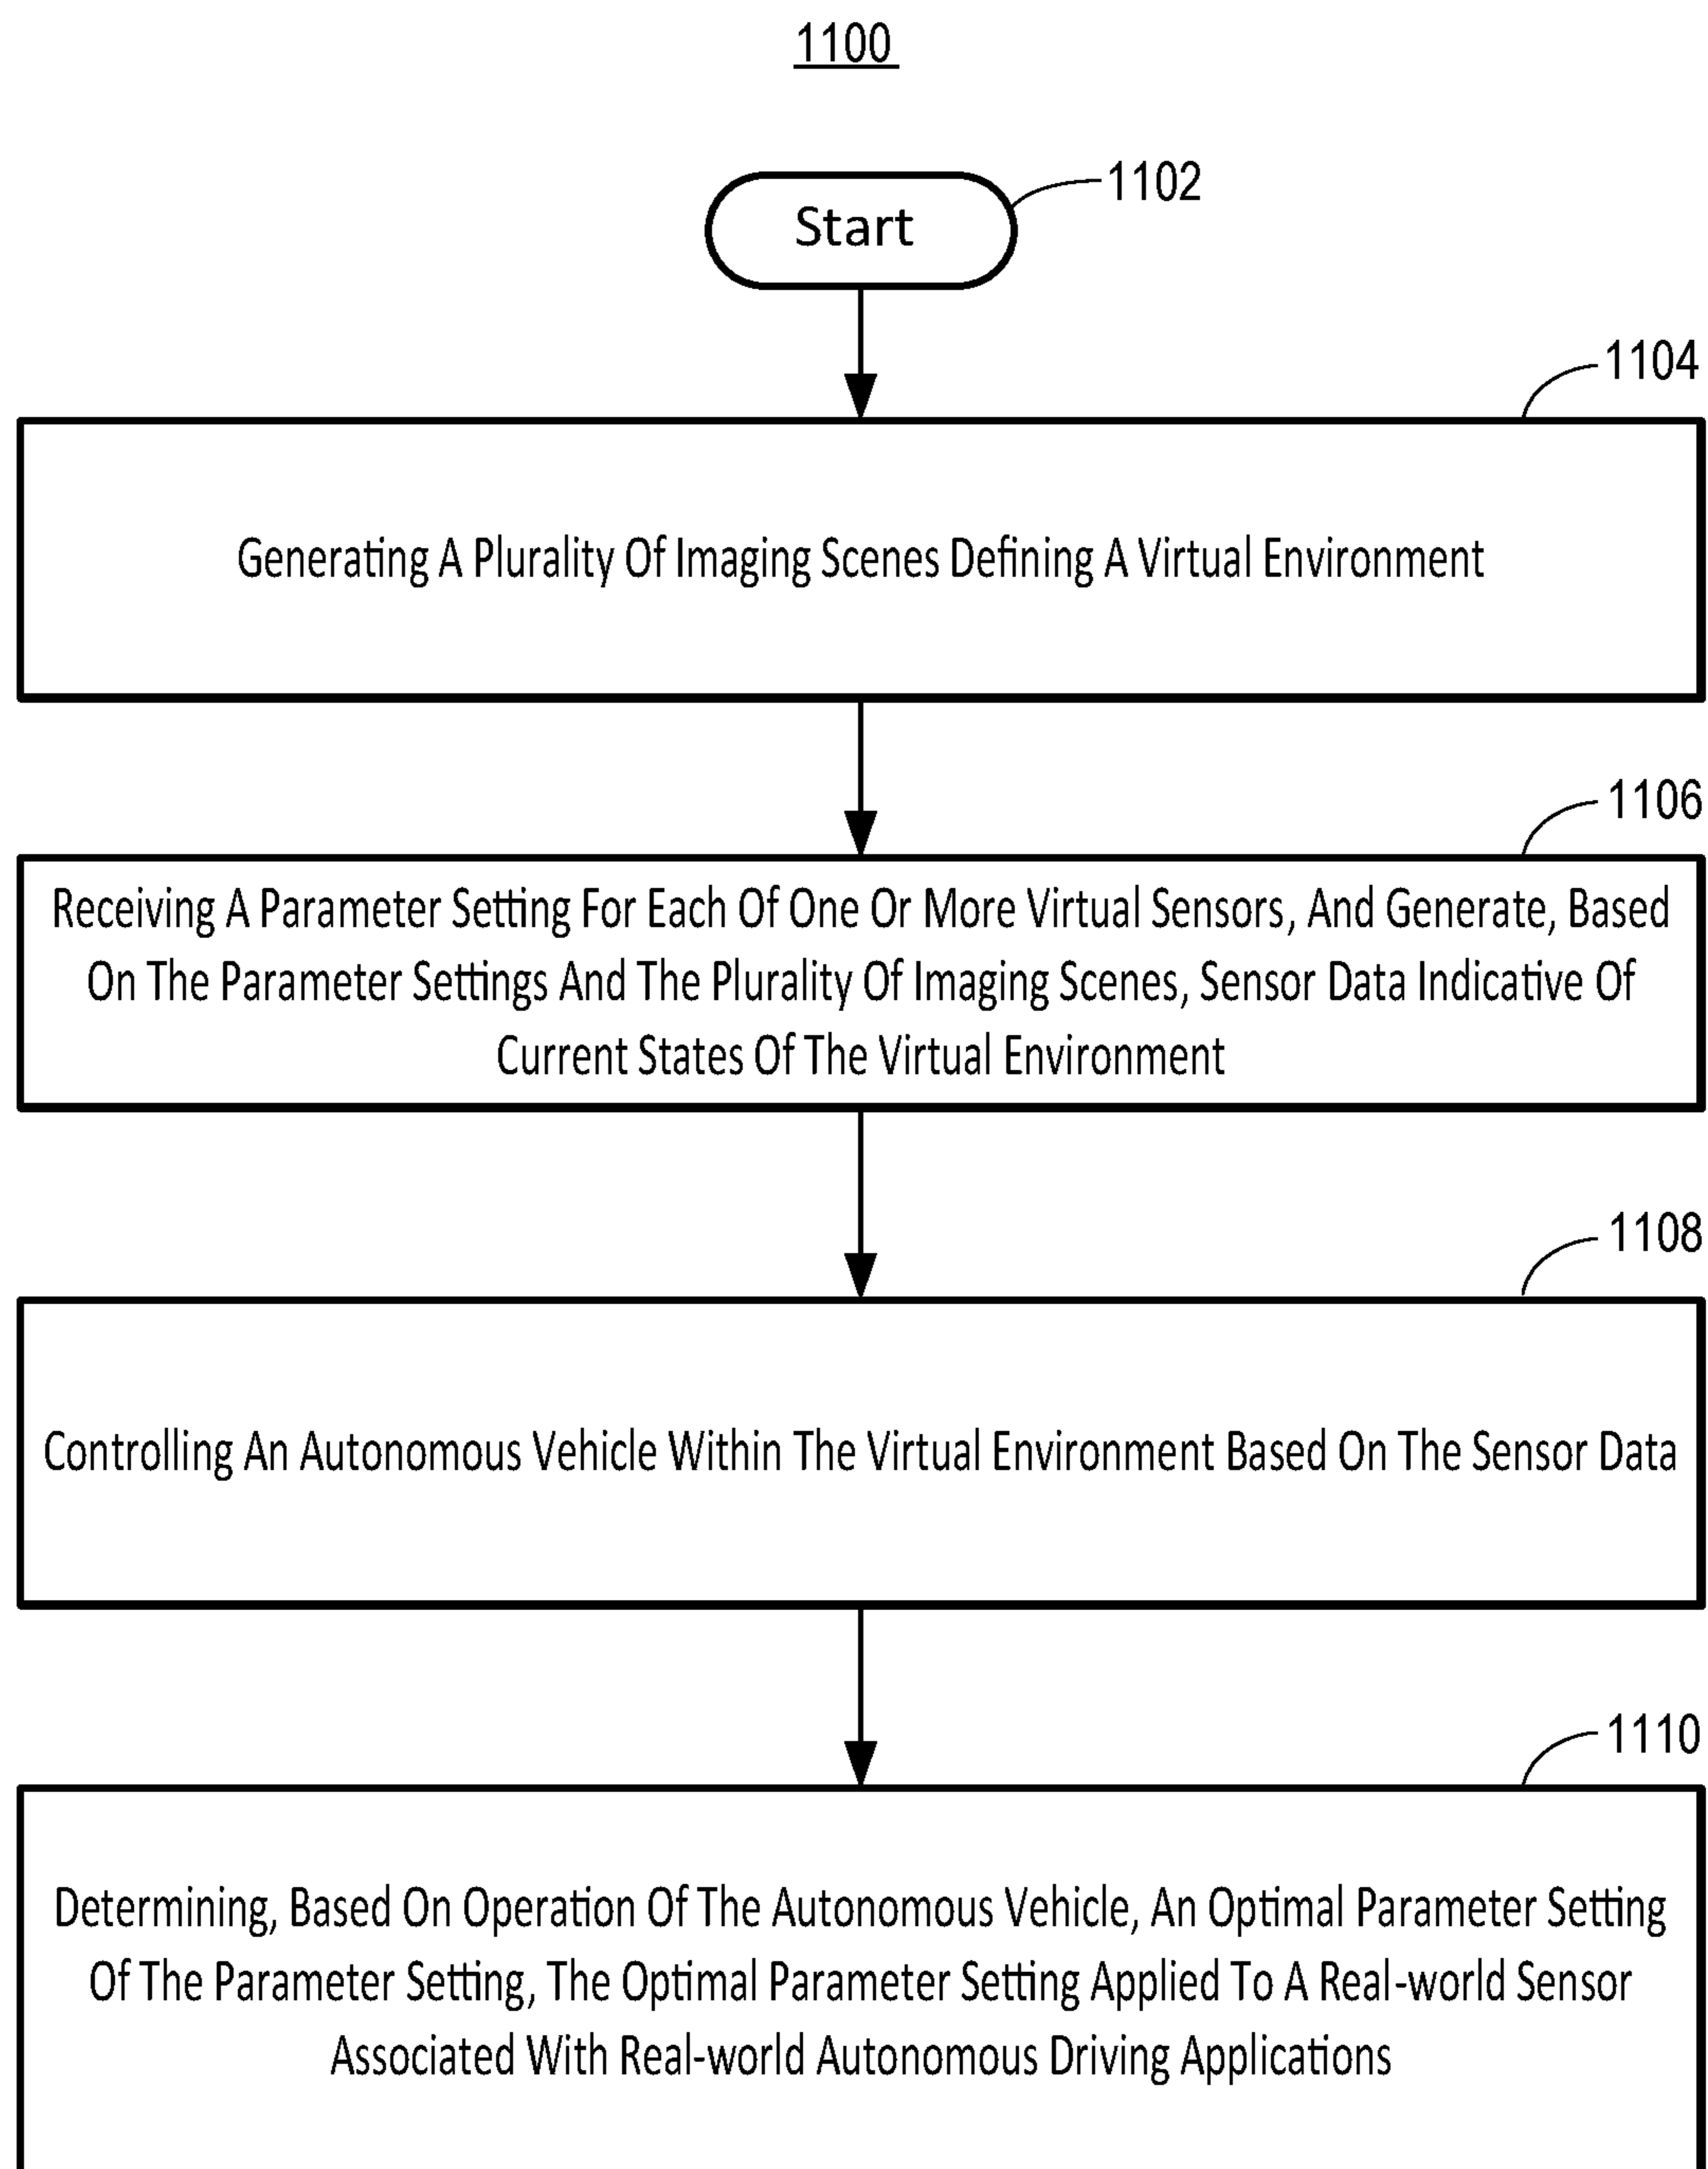 1100
Start
1102
1104
Generating A Plurality Of Imaging Scenes Defining A Virtual Environment
1106
Receiving A Parameter Setting For Each Of One Or More Virtual Sensors, And Generate, Based
On The Parameter Settings And The Plurality Of Imaging Scenes, Sensor Data Indicative Of
Current States Of The Virtual Environment
1108
Controlling An Autonomous Vehicle Within The Virtual Environment Based On The Sensor Data
1110
Determining, Based On Operation Of The Autonomous Vehicle, An Optimal Parameter Setting
Of The Parameter Setting, The Optimal Parameter Setting Applied To A Real-world Sensor
Associated With Real-world Autonomous Driving Applications